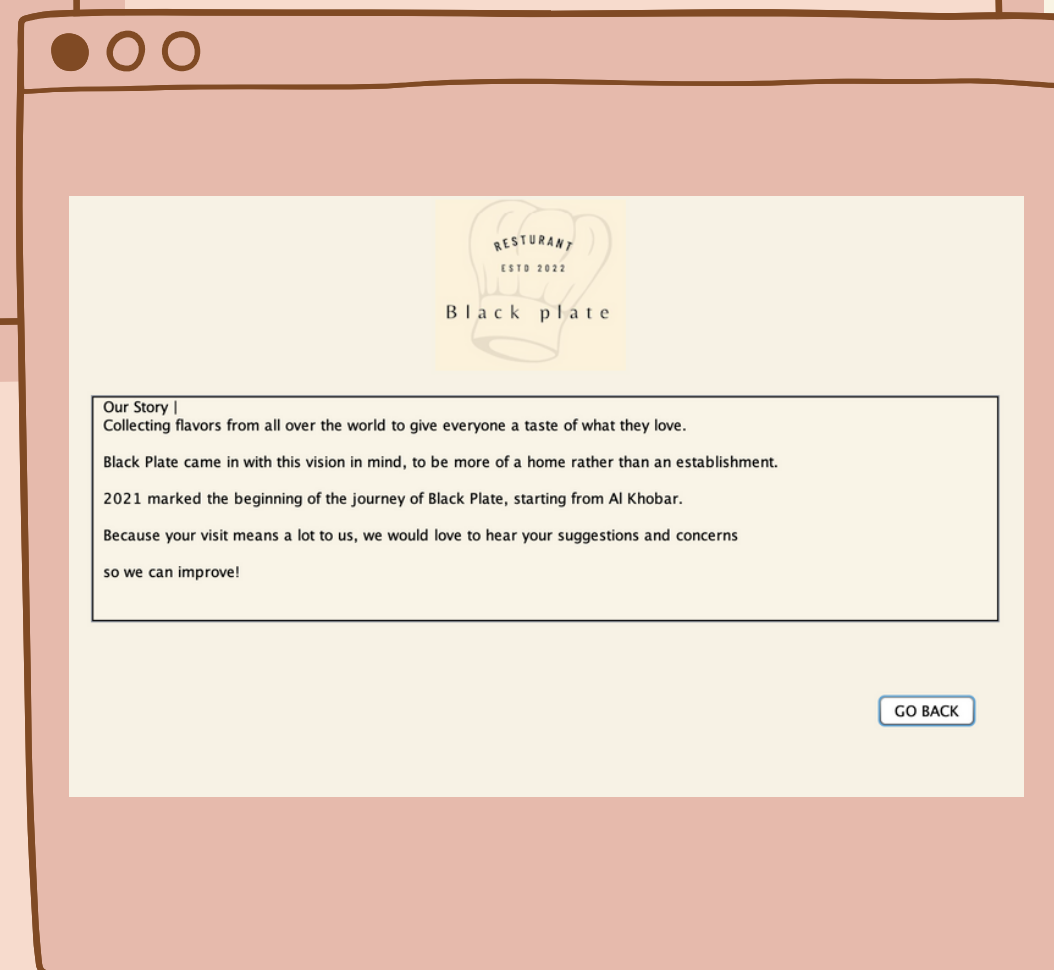 RESTURANT
ESTD 2022
Black plate
Our Story |
Collecting flavors from all over the world to give everyone a taste of what they love.
Black Plate came in with this vision in mind, to be more of a home rather than an establishment.
2021 marked the beginning of the journey of Black Plate, starting from Al Khobar.
Because your visit means a lot to us, we would love to hear your suggestions and concerns
so we can improve!
GO BACK